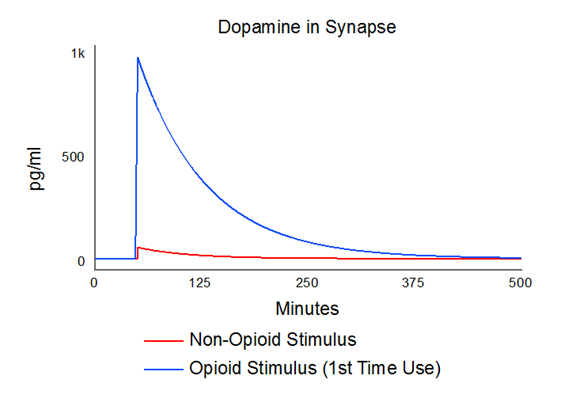 Dopamine in Synapse
1k
500
0
pg/ml
0 125 250 375 500
Minutes
Non-Opioid Stimulus
Opioid Stimulus (1st Time Use)